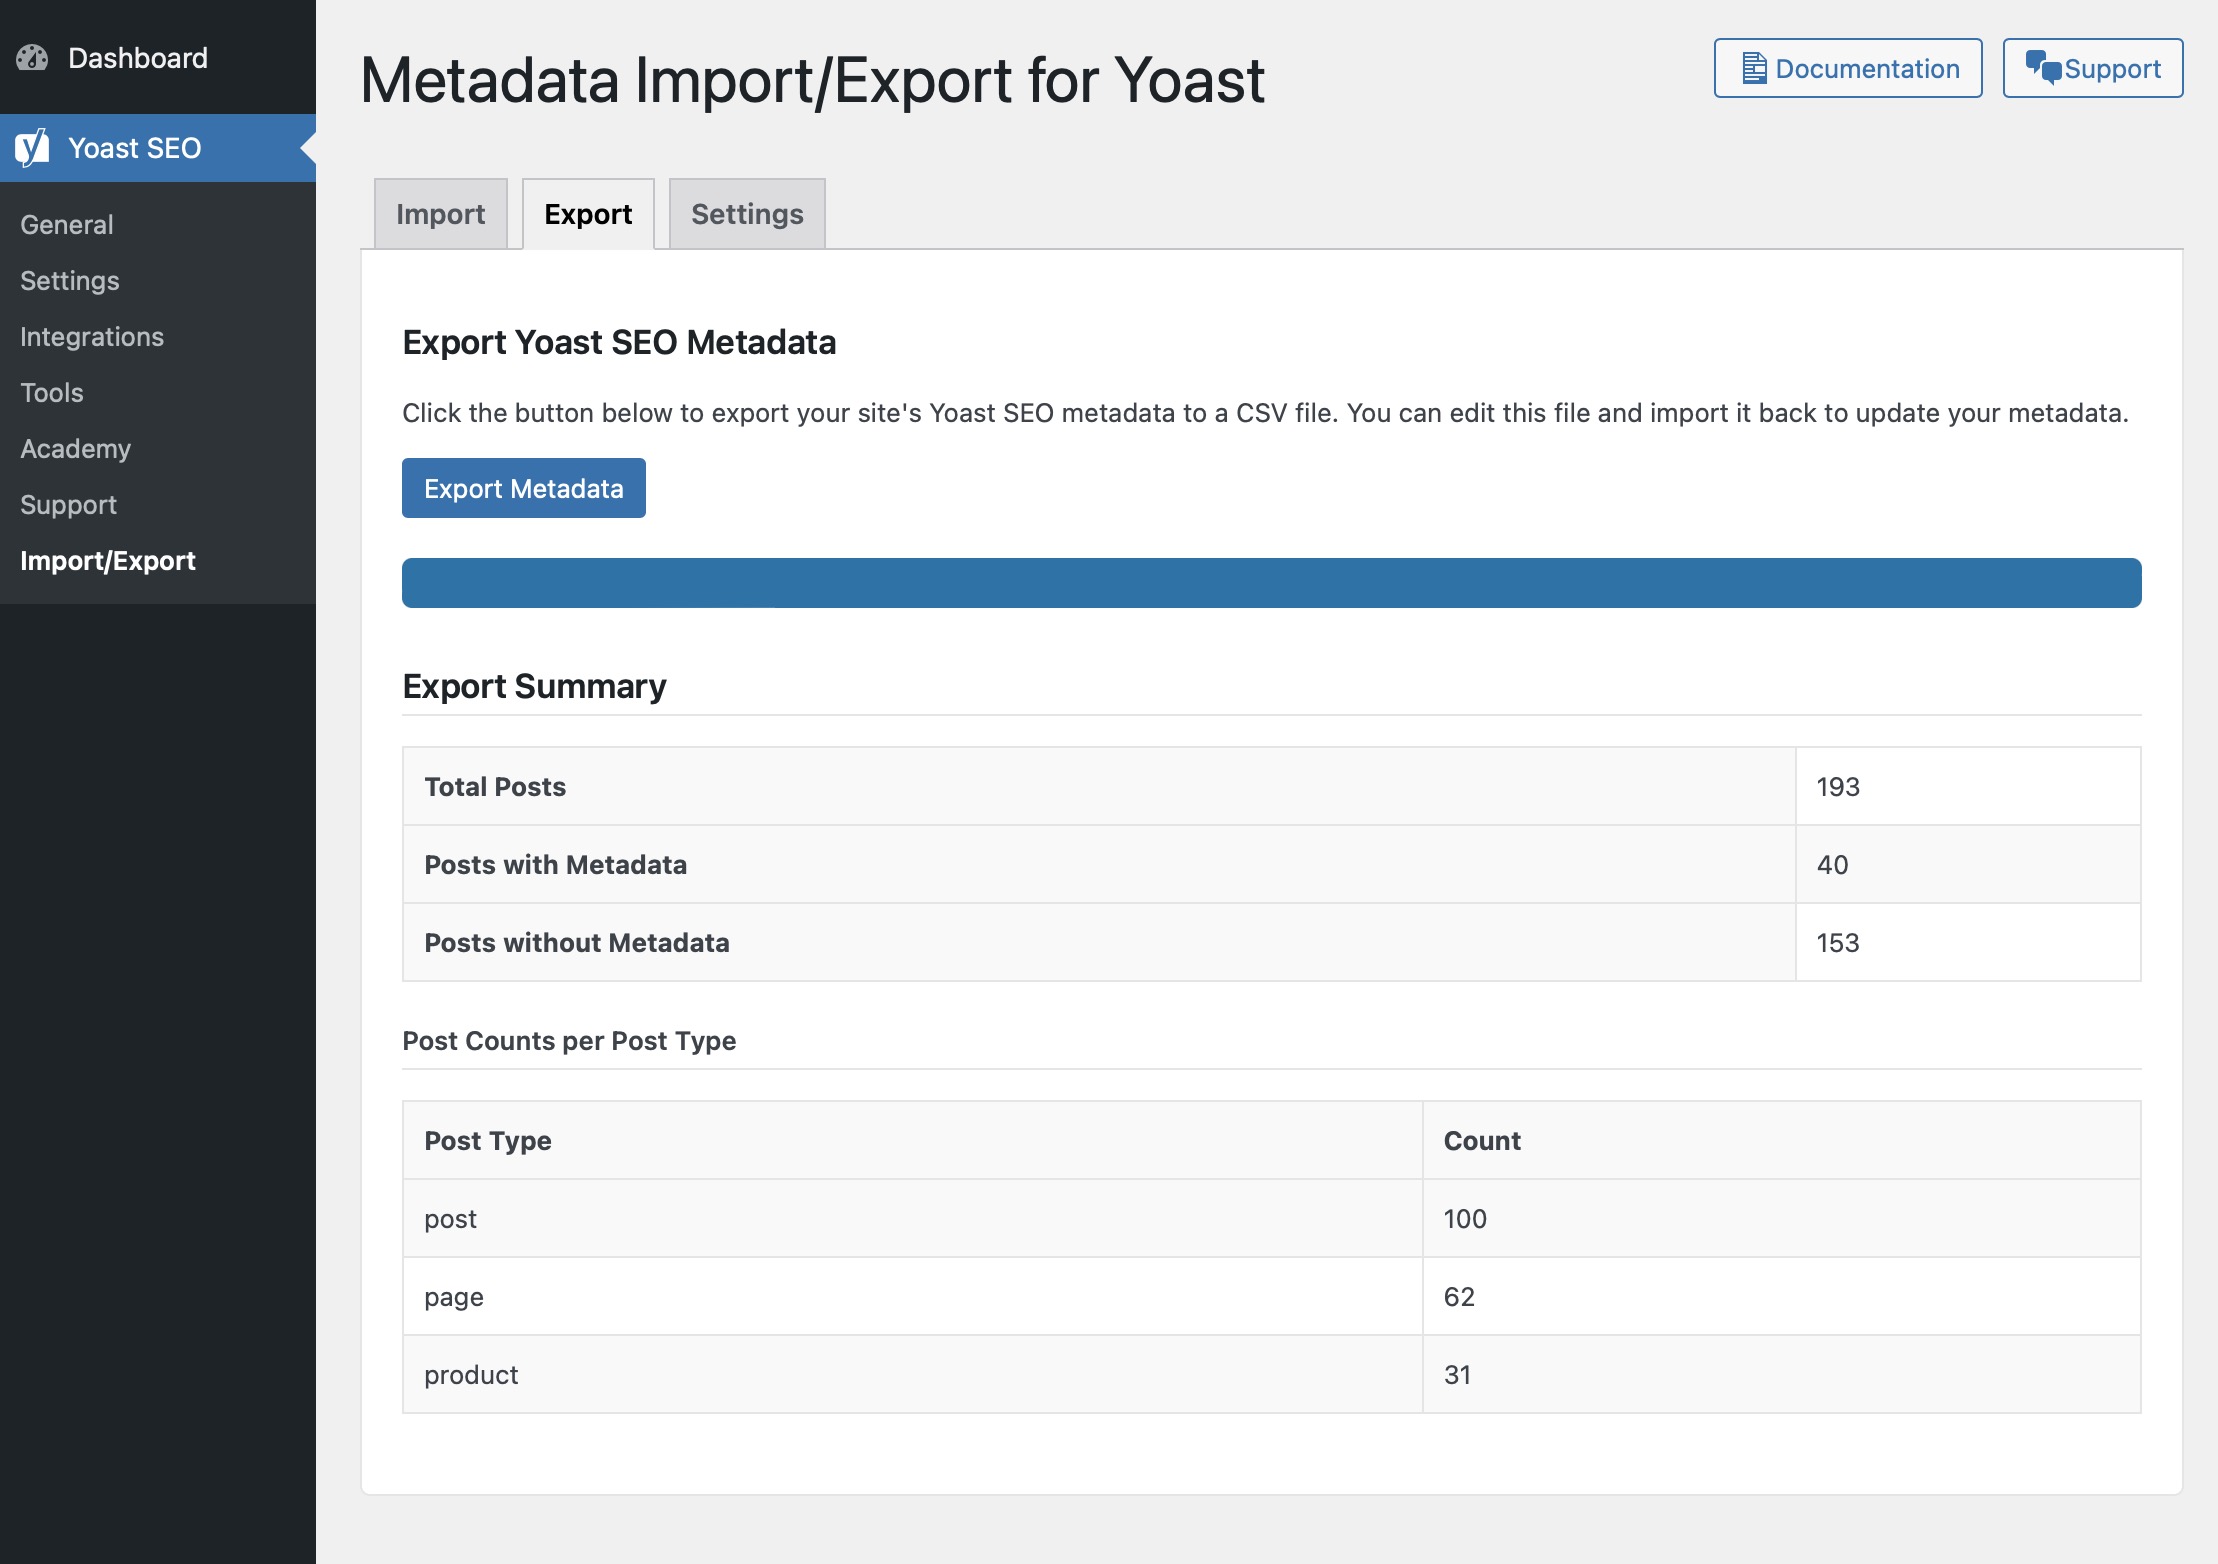 Dashboard
Yoast SEO
General
Settings
Integrations
Tools
Academy
Support
Import/Export
Metadata Import/Export for Yoast
Documentation
Support
Import
Export
Settings
Export Yoast SEO Metadata
Click the button below to export your site's Yoast SEO metadata to a CSV file. You can edit this file and import it back to update your metadata.
Export Metadata
Export Summary
Total Posts 193
Posts with Metadata 40
Posts without Metadata 153
Post Counts per Post Type
Post Type Count
post 100
page 62
product 31